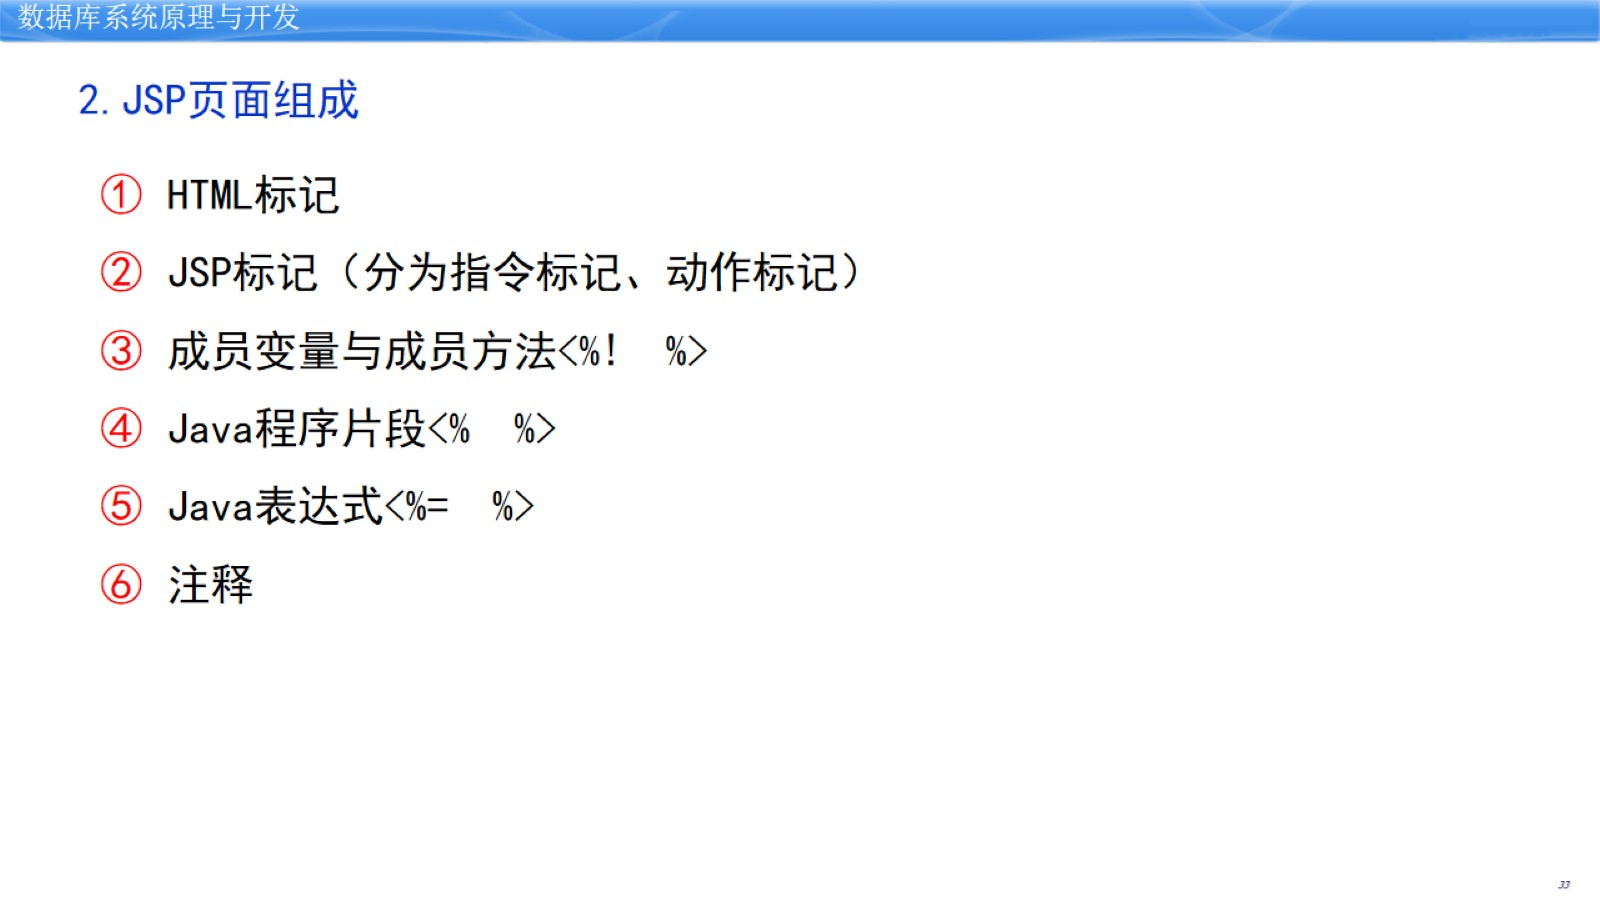 数据库系统原理与开发
2.JSP页面组成
① HTML标记
② JSP标记（分为指令标记、动作标记）
③ 成员变量与成员方法<%!  %>
④ Java程序片段<%  %>
⑤ Java表达式<%=  %>
⑥ 注释
33